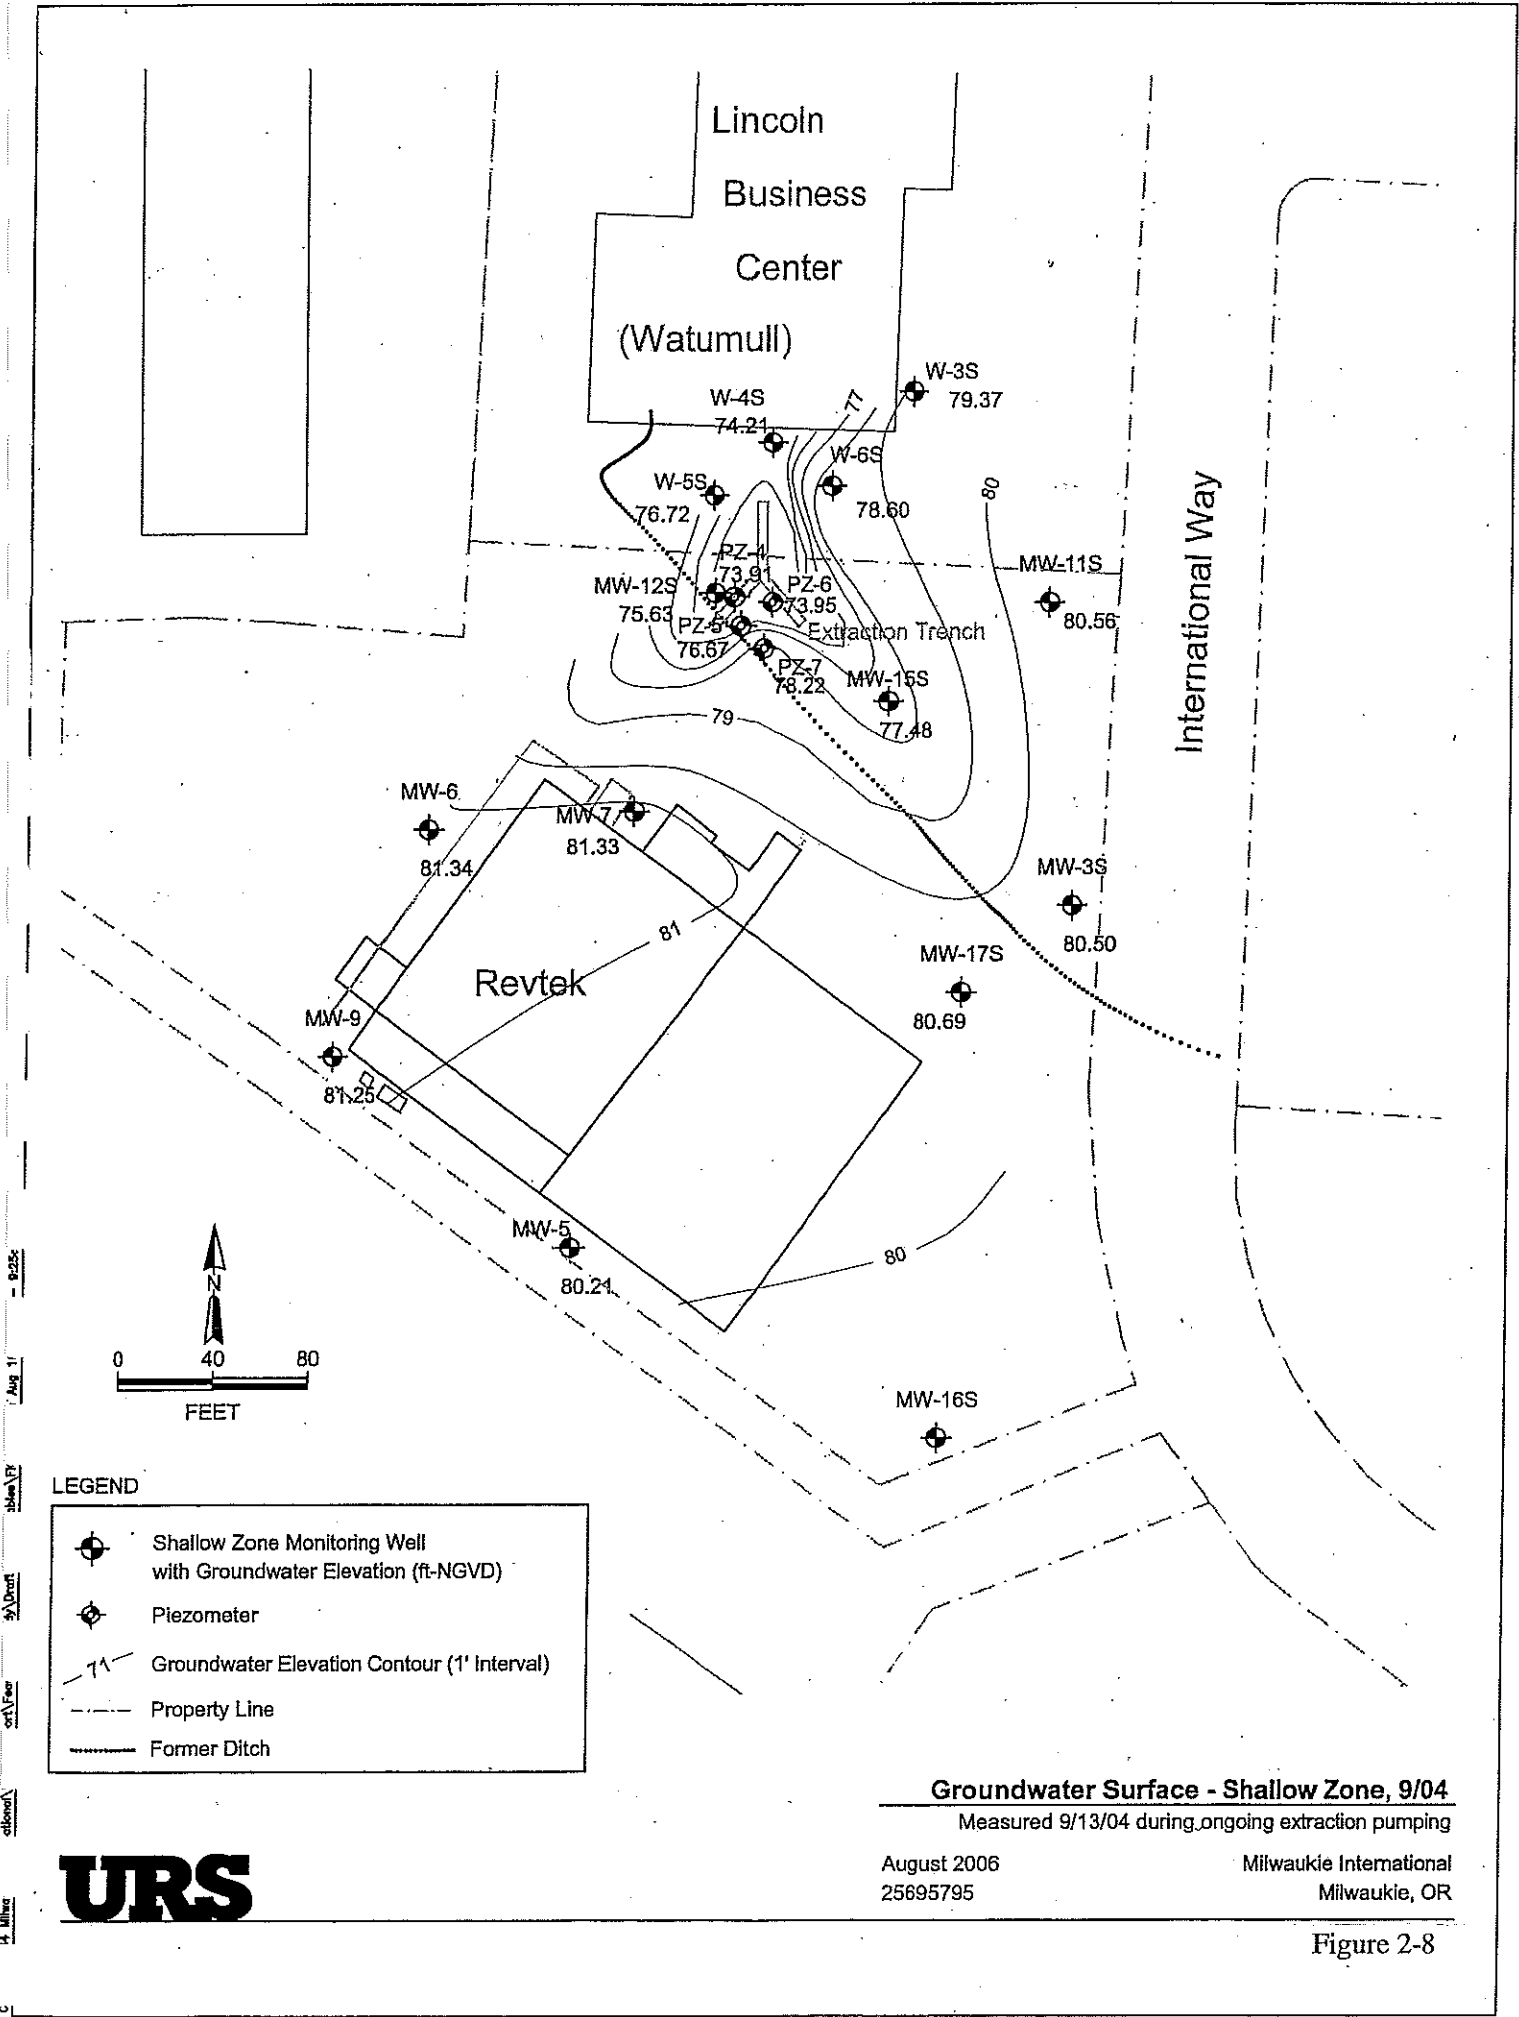 Lincoln
Business
Center
(Watumull)
W-3S
79.37
77
W-4S
74.21
W-6S
78.60
W-5S
76.72
80
International Way
MW-11S
80.56
PZ-4
73.91
PZ-6
73.95
MW-12S
75.63
Extraction Trench
PZ-5
76.67
PZ-7
78.22
MW-15S
77.48
79
MW-6
81.34
MW-7
81.33
MW-3S
80.50
81
MW-17S
80.69
Revtek
MW-9
81.25
MW-5
80.21
80
N
0 40 80
FEET
MW-16S
LEGEND
Shallow Zone Monitoring Well
with Groundwater Elevation (ft-NGVD)
Piezometer
71
Groundwater Elevation Contour (1' Interval)
Property Line
Former Ditch
Groundwater Surface - Shallow Zone, 9/04
Measured 9/13/04 during ongoing extraction pumping
August 2006
Milwaukie International
25695795
Milwaukie, OR
URS
Figure 2-8